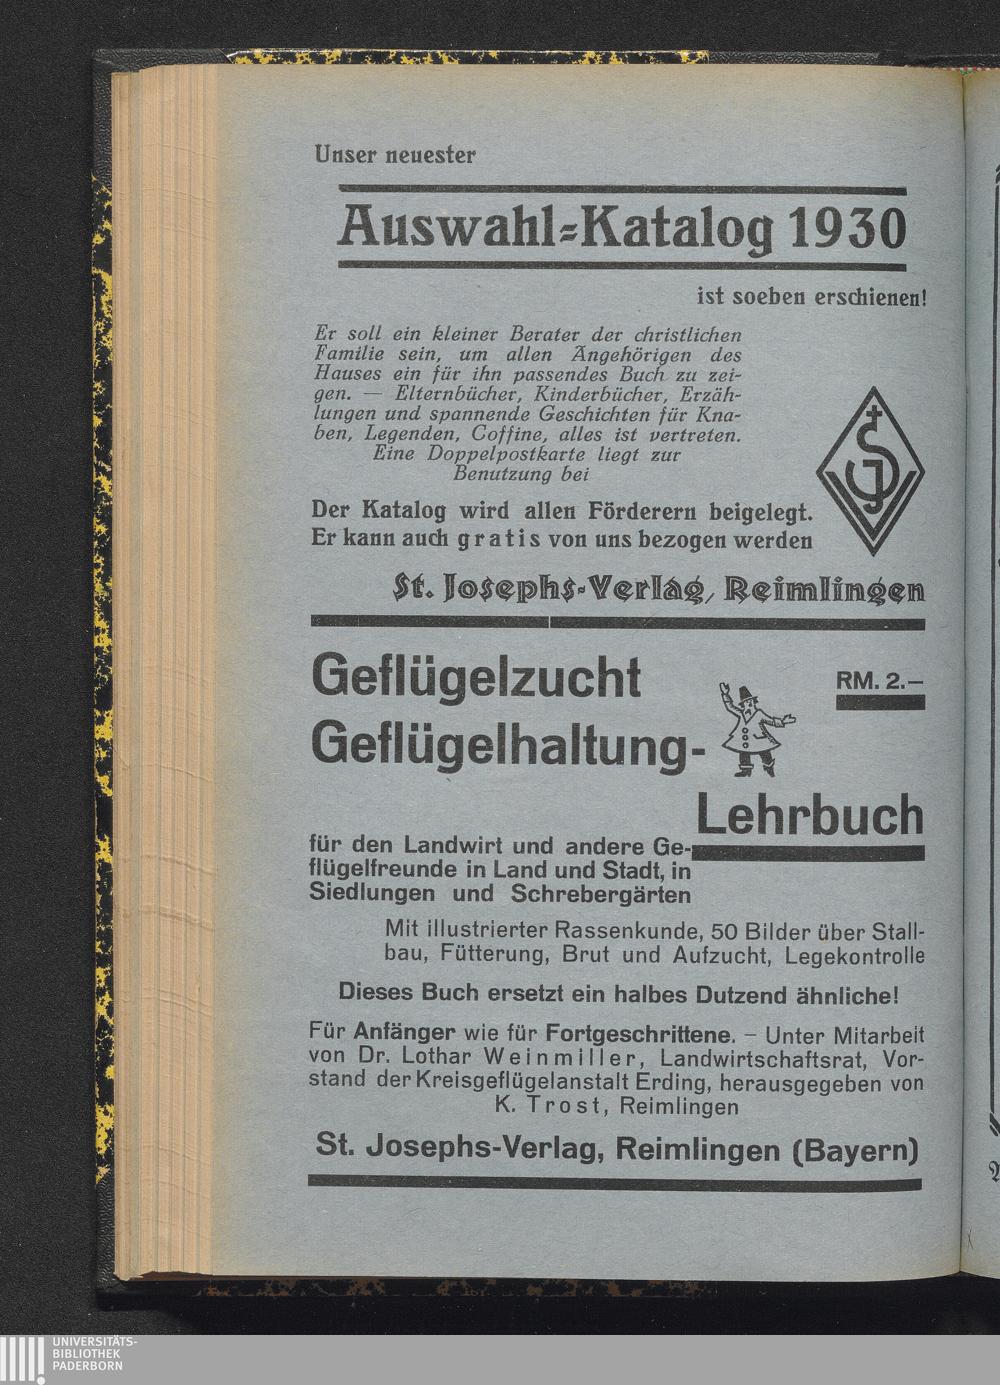 Unser neuester
Auswahl-Katalog 1930
ist soeben erschienen!
Er soll ein kleiner Berater der christlichen
Familie sein, um allen Angehörigen des
Hauses ein für ihn passendes Buch zu zei-
gen. — Elternbücher, Kinderbücher, Erzäh-
lungen und spannende Geschichten für Kna-
ben, Legenden, Goffine, alles ist vertreten.
Eine Doppelpostkarte liegt zur
Benutzung bei
Der Katalog wird allen Förderern beigelegt.
Er kann auch gratis von uns bezogen werden
St. Josephs-Verlag, Reimlingen
Geflügelzucht
RM. 2.—
Geflügelhaltung-
Lehrbuch
für den Landwirt und andere Ge-
flügelfreunde in Land und Stadt, in
Siedlungen und Schrebergärten
Mit illustrierter Rassenkunde, 50 Bilder über Stall-
bau, Fütterung, Brut und Aufzucht, Legekontrolle
Dieses Buch ersetzt ein halbes Dutzend ähnliche!
Für Anfänger wie für Fortgeschrittene. – Unter Mitarbeit
von Dr. Lothar Weinmiller, Landwirtschaftsrat, Vor-
stand der Kreisgeflügelanstalt Erding, herausgegeben von
K. Trost, Reimlingen
St. Josephs-Verlag, Reimlingen (Bayern)
UNIVERSITÄTS-
BIBLIOTHEK
PADERBORN